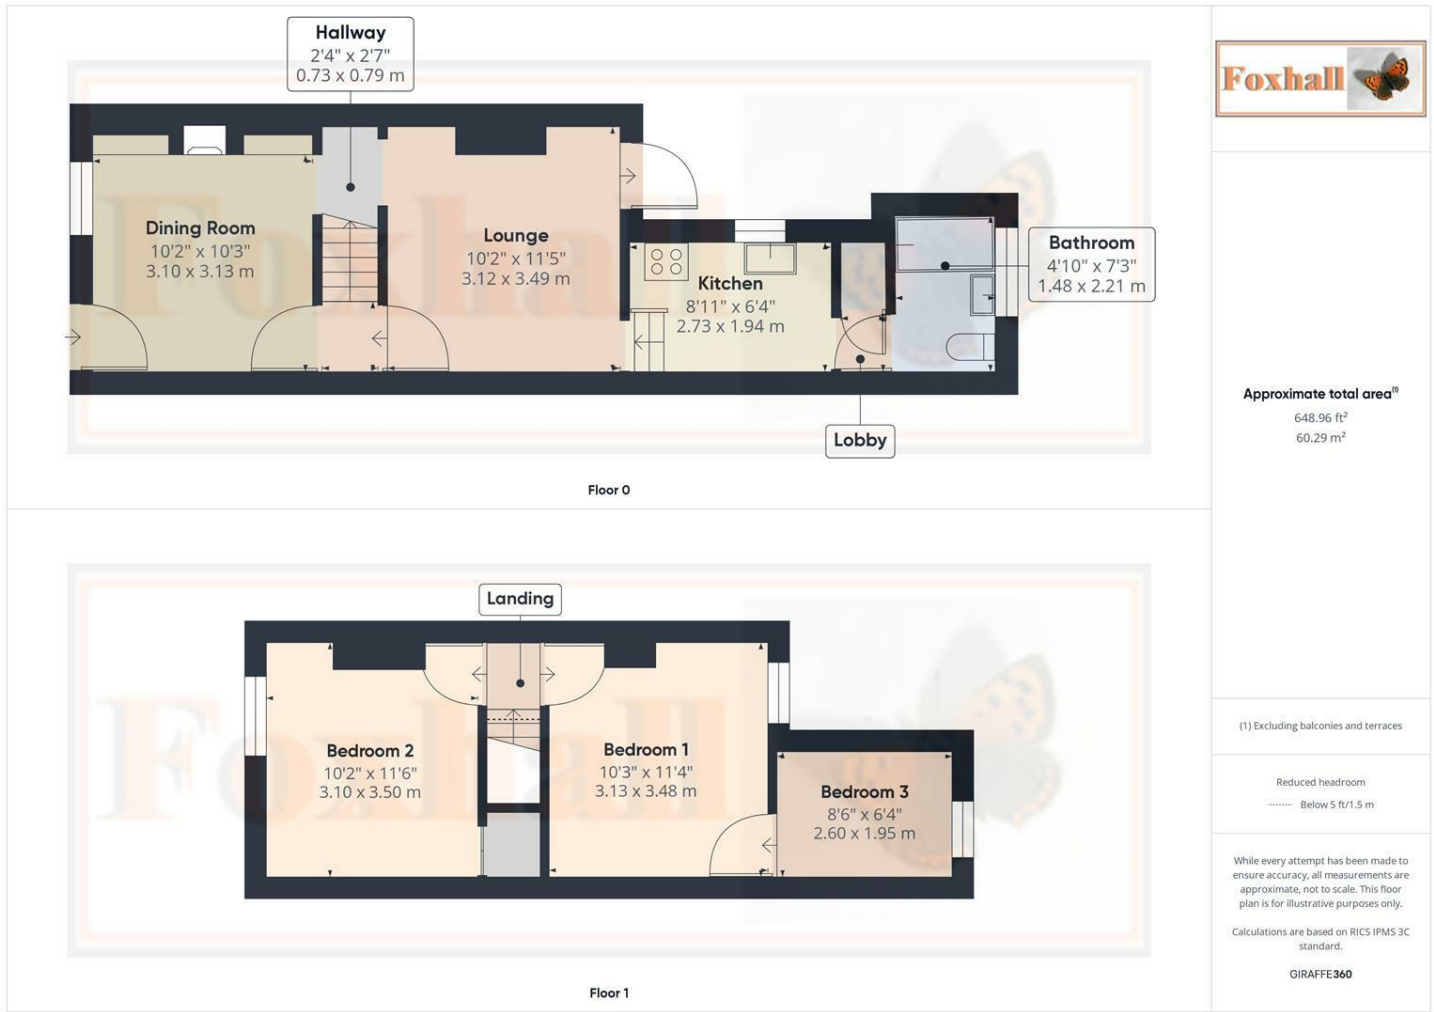 Hallway
2'4" x 2'7"
0.73 x 0.79 m
Dining Room
10'2" x 10'3"
3.10 x 3.13 m
Lounge
10'2" x 11'5"
3.12 x 3.49 m
Kitchen
8'11" x 6'4"
2.73 x 1.94 m
Bathroom
4'10" x 7'3"
1.48 x 2.21 m
Lobby
Floor 0
Foxhall
Landing
Bedroom 2
10'2" x 11'6"
3.10 x 3.50 m
Bedroom 1
10'3" x 11'4"
3.13 x 3.48 m
Bedroom 3
8'6" x 6'4"
2.60 x 1.95 m
Floor 1
Foxhall
Foxhall
Approximate total area(1)
648.96 ft²
60.29 m²
(1) Excluding balconies and terraces
Reduced headroom
Below 5 ft/1.5 m
While every attempt has been made to
ensure accuracy, all measurements are
approximate, not to scale. This floor
plan is for illustrative purposes only.
Calculations are based on RICS IPMS 3C
standard.
GIRAFFE360